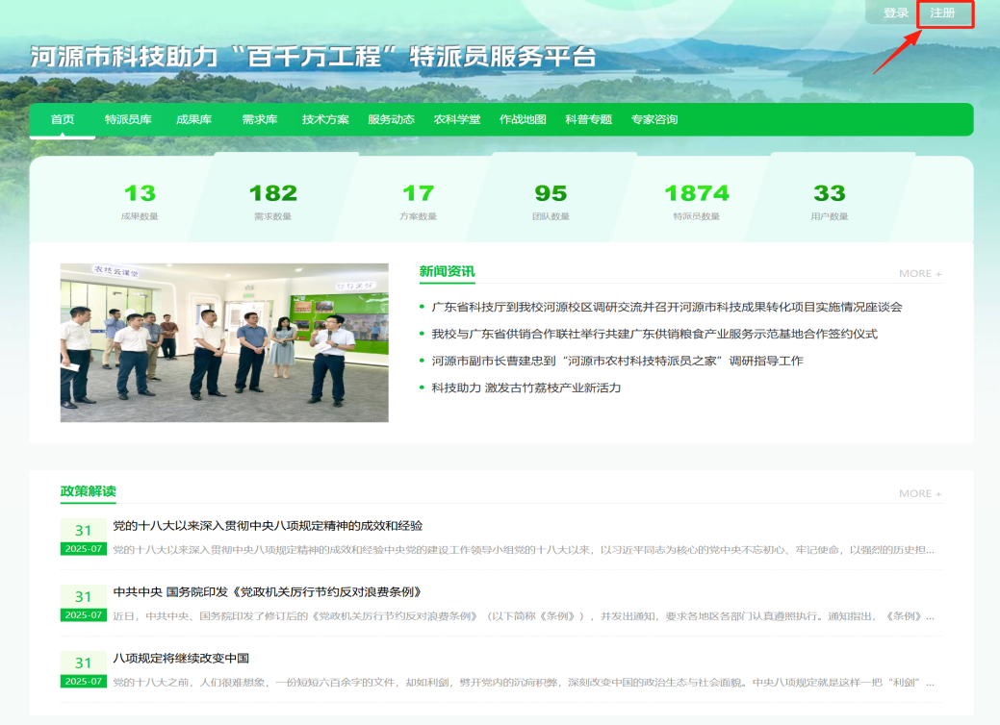 登录 注册
河源市科技助力“百千万工程”特派员服务平台
首页 特派员库 成果库 需求库 技术方案 服务动态 农科学堂 作战地图 科普专题 专家咨询
13 182 17 95 1874 33
成果数量 需求数量 方案数量 团队数量 特派员数量 用户数量
农技云课堂
新闻资讯
MORE +
广东省科技厅到我校河源校区调研交流并召开河源市科技成果转化项目实施情况座谈会
我校与广东省供销合作联社举行共建广东供销粮食产业服务示范基地合作签约仪式
河源市副市长曹建忠到“河源市农村科技特派员之家”调研指导工作
科技助力 激发古竹荔枝产业新活力
政策解读
MORE +
31
2025-07
党的十八大以来深入贯彻中央八项规定精神的成效和经验
党的十八大以来深入贯彻中央八项规定精神的成效和经验中央党的建设工作领导小组党的十八大以来，以习近平同志为核心的党中央不忘初心、牢记使命，以强烈的历史担...
31
2025-07
中共中央 国务院印发《党政机关厉行节约反对浪费条例》
近日，中共中央、国务院印发了修订后的《党政机关厉行节约反对浪费条例》（以下简称《条例》），并发出通知，要求各地区各部门认真遵照执行。通知指出，《条例》...
31
2025-07
八项规定将继续改变中国
党的十八大之前，人们很难想象，一份短短六百余字的文件，却如利剑，劈开党内的沉疴积弊，深刻改变中国的政治生态与社会面貌。中央八项规定就是这样一把“利剑”...